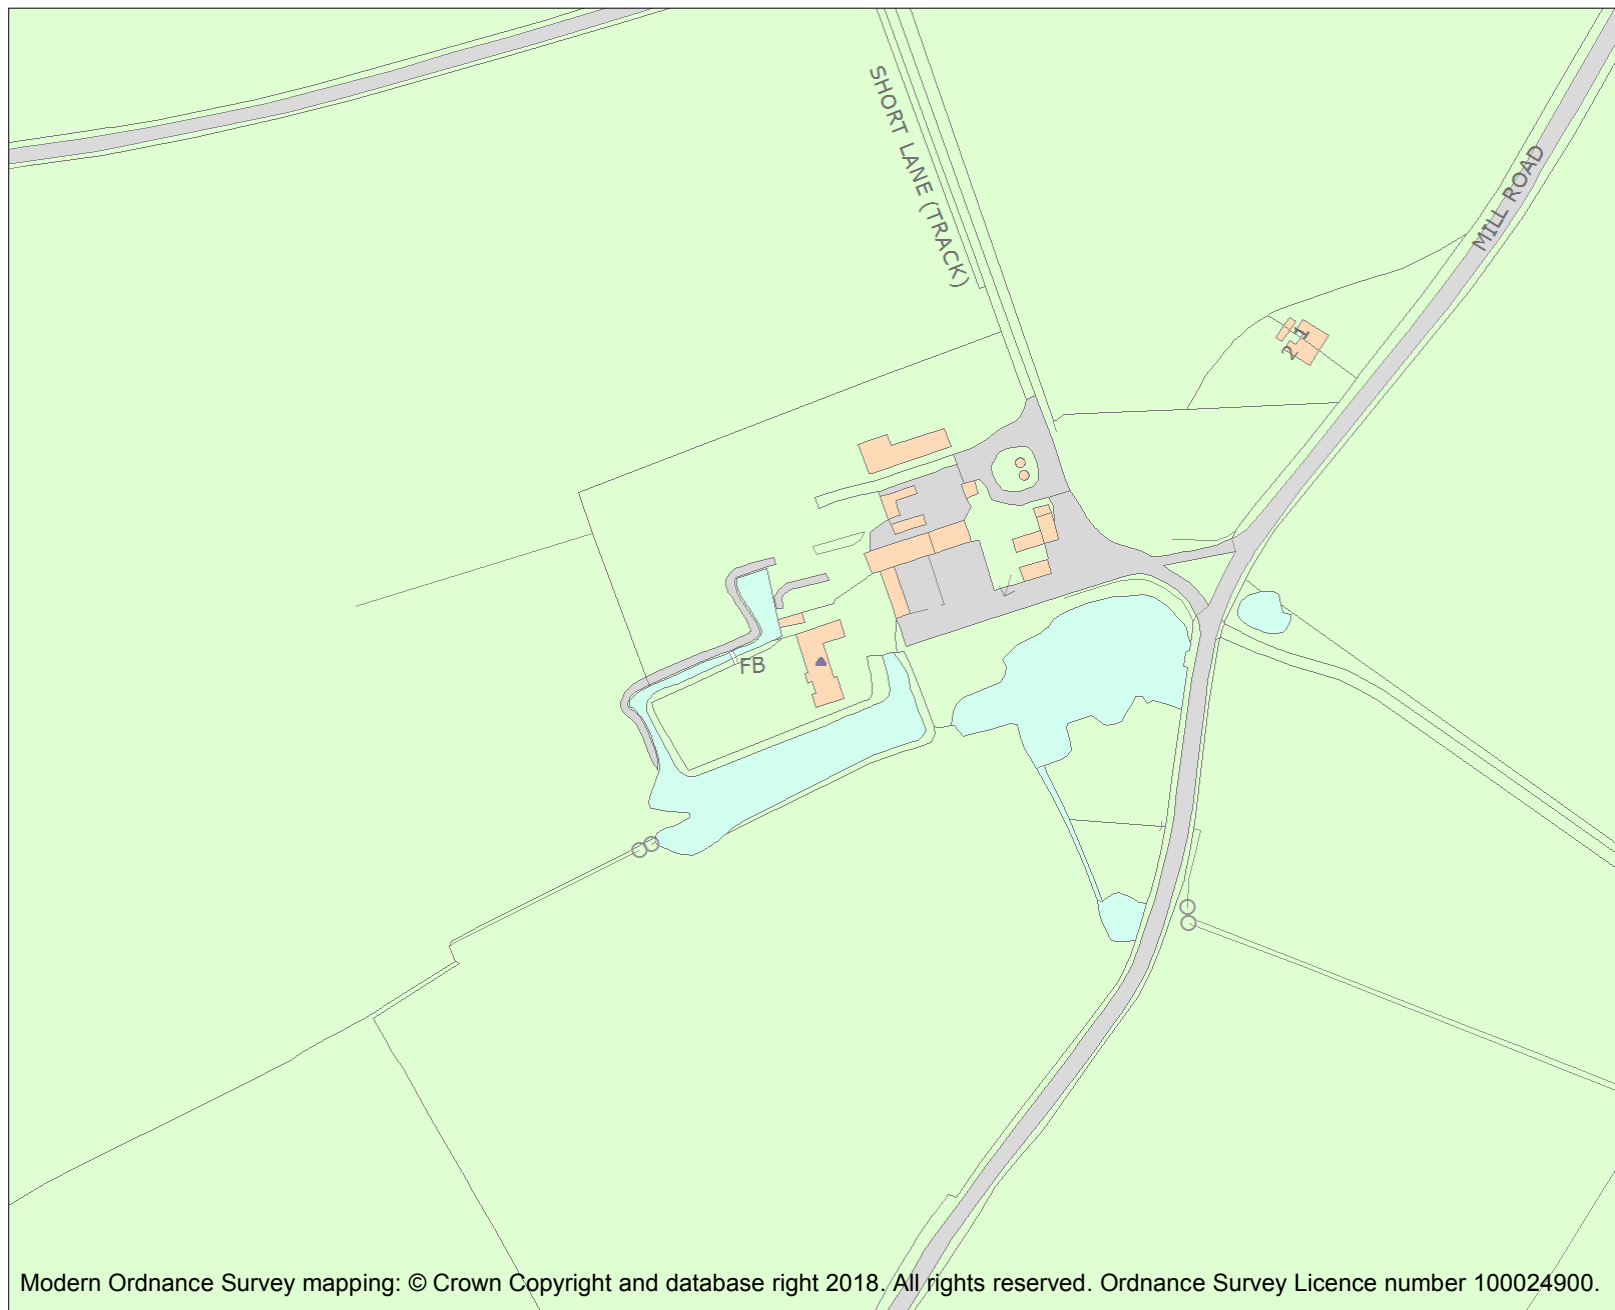 SHORT LANE (TRACK)
MILL ROAD
1
2
FB
Modern Ordnance Survey mapping: © Crown Copyright and database right 2018. All rights reserved. Ordnance Survey Licence number 100024900.